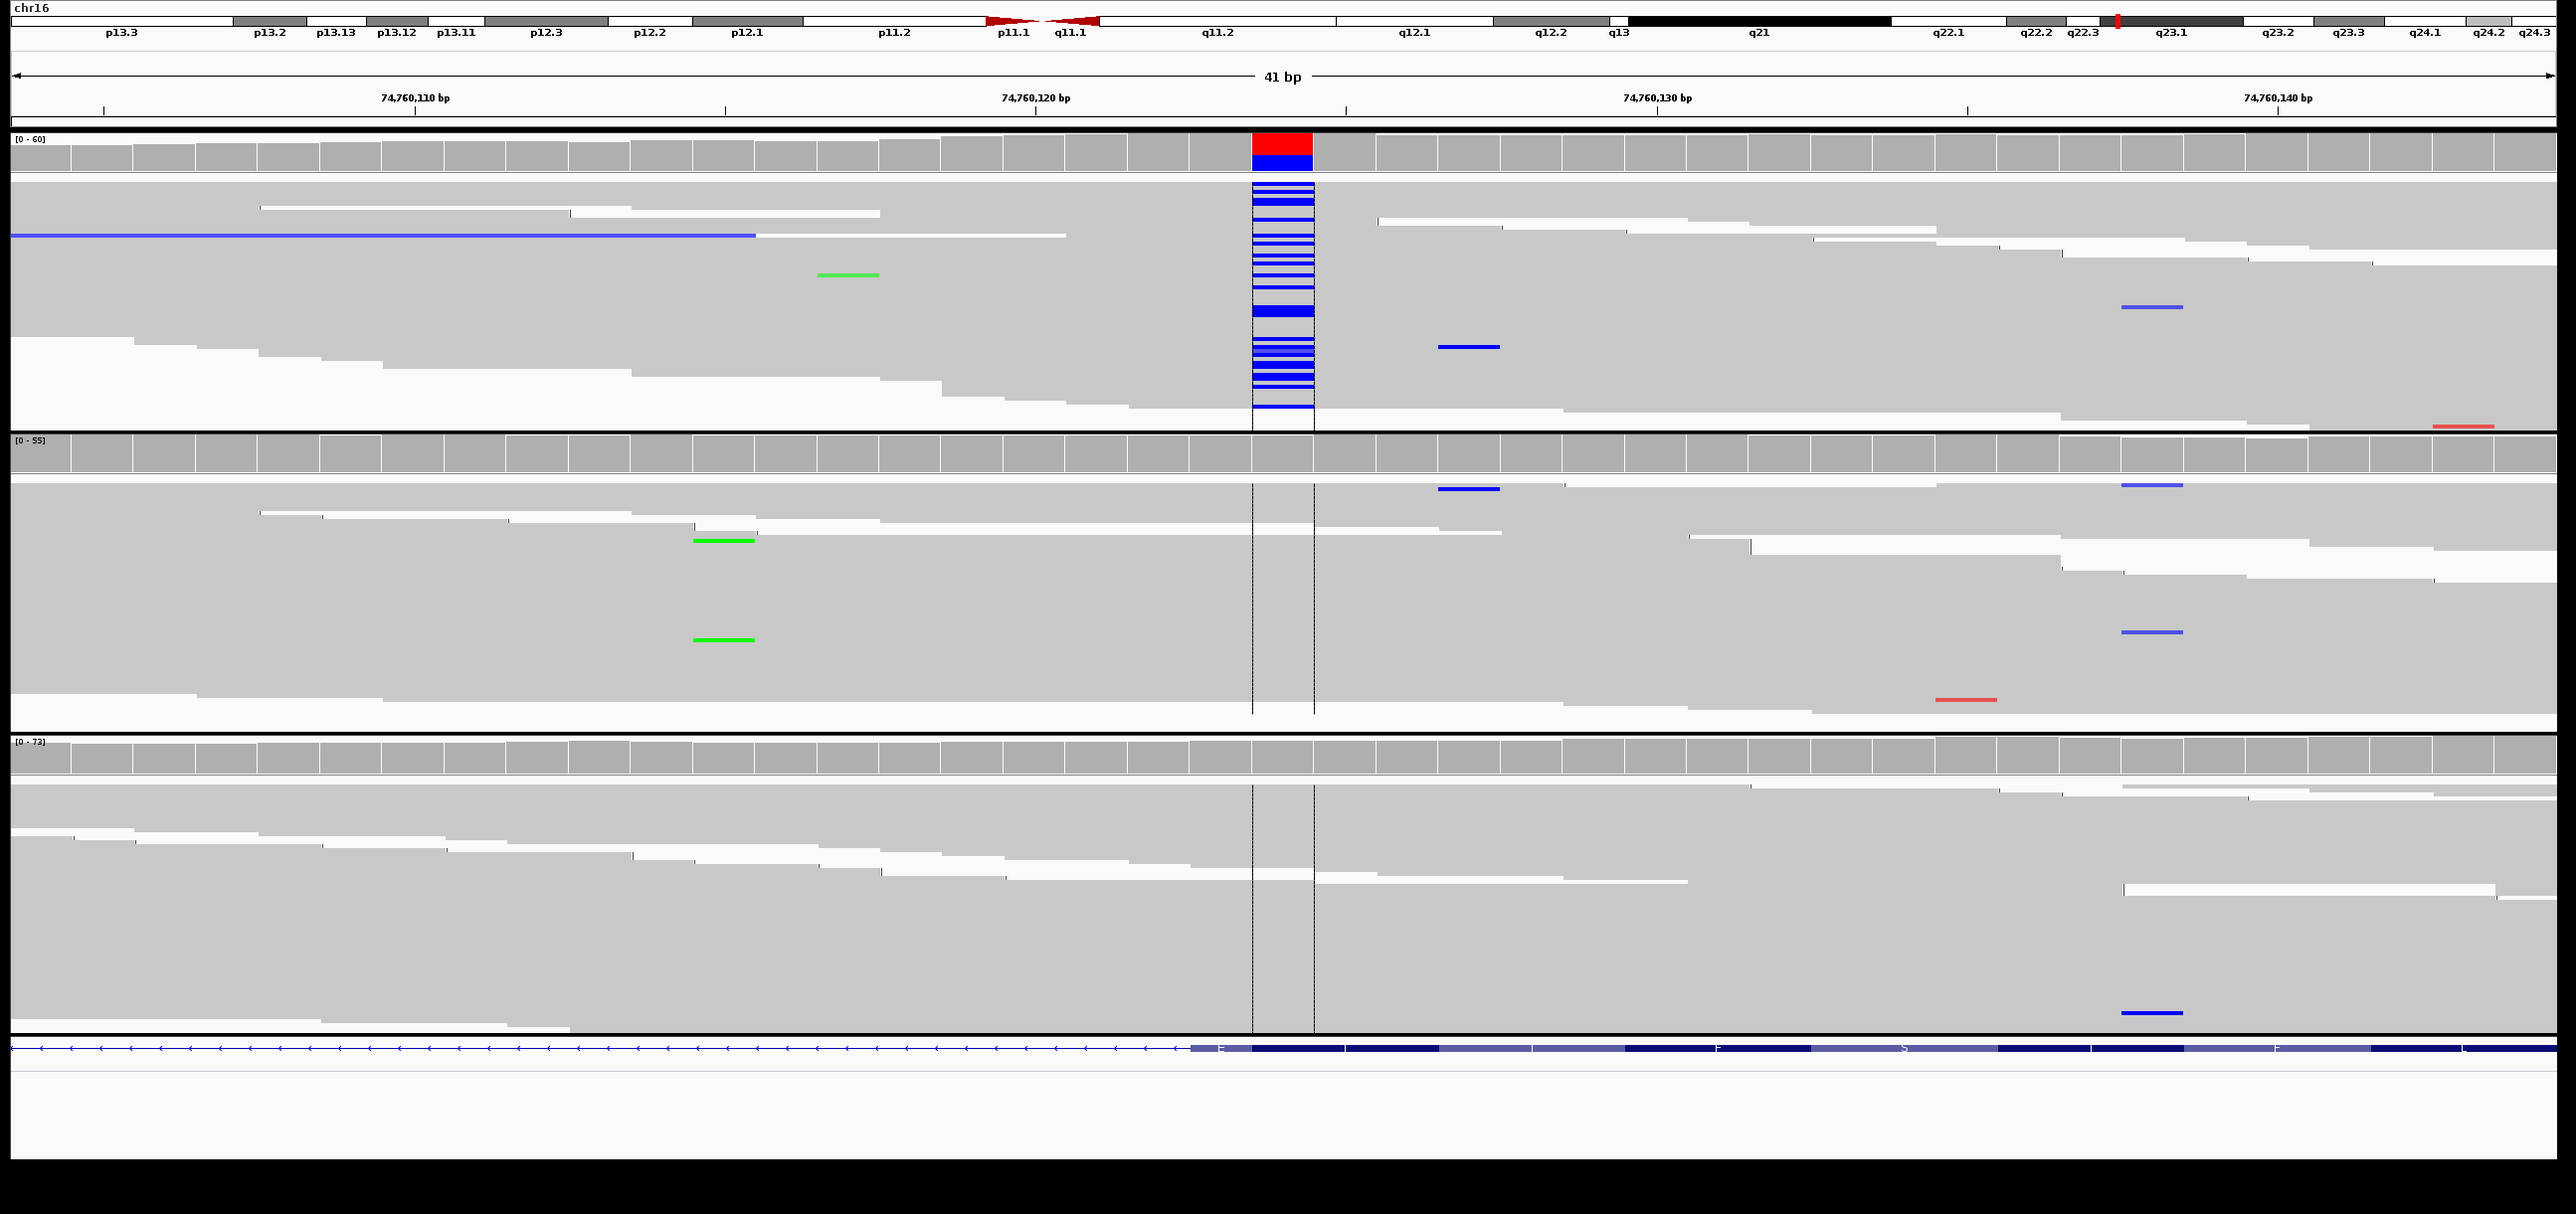 chr16
p13.3 p13.2 p13.13 p13.12 p13.11 p12.3 p12.2 p12.1 p11.2 p11.1 q11.1 q11.2 q12.1 q12.2 q13 q21 q22.1 q22.2 q22.3 q23.1 q23.2 q23.3 q24.1 q24.2 q24.3
41 bp
74,760,110 bp 74,760,120 bp 74,760,130 bp 74,760,140 bp
[0 - 60]
[0 - 55]
[0 - 73]
E I I F S I F L